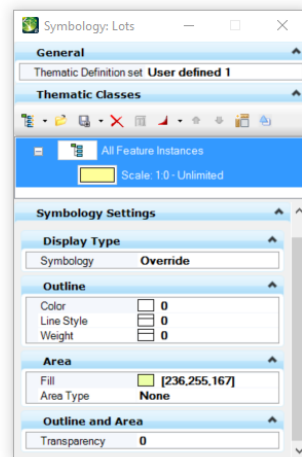 Symbology: Lots
General
Thematic Definition set User defined 1
Thematic Classes
All Feature Instances
Scale: 1:0 - Unlimited
Symbology Settings
Display Type
Symbology Override
Outline
Color 0
Line Style 0
Weight 0
Area
Fill [236,255,167]
Area Type None
Outline and Area
Transparency 0